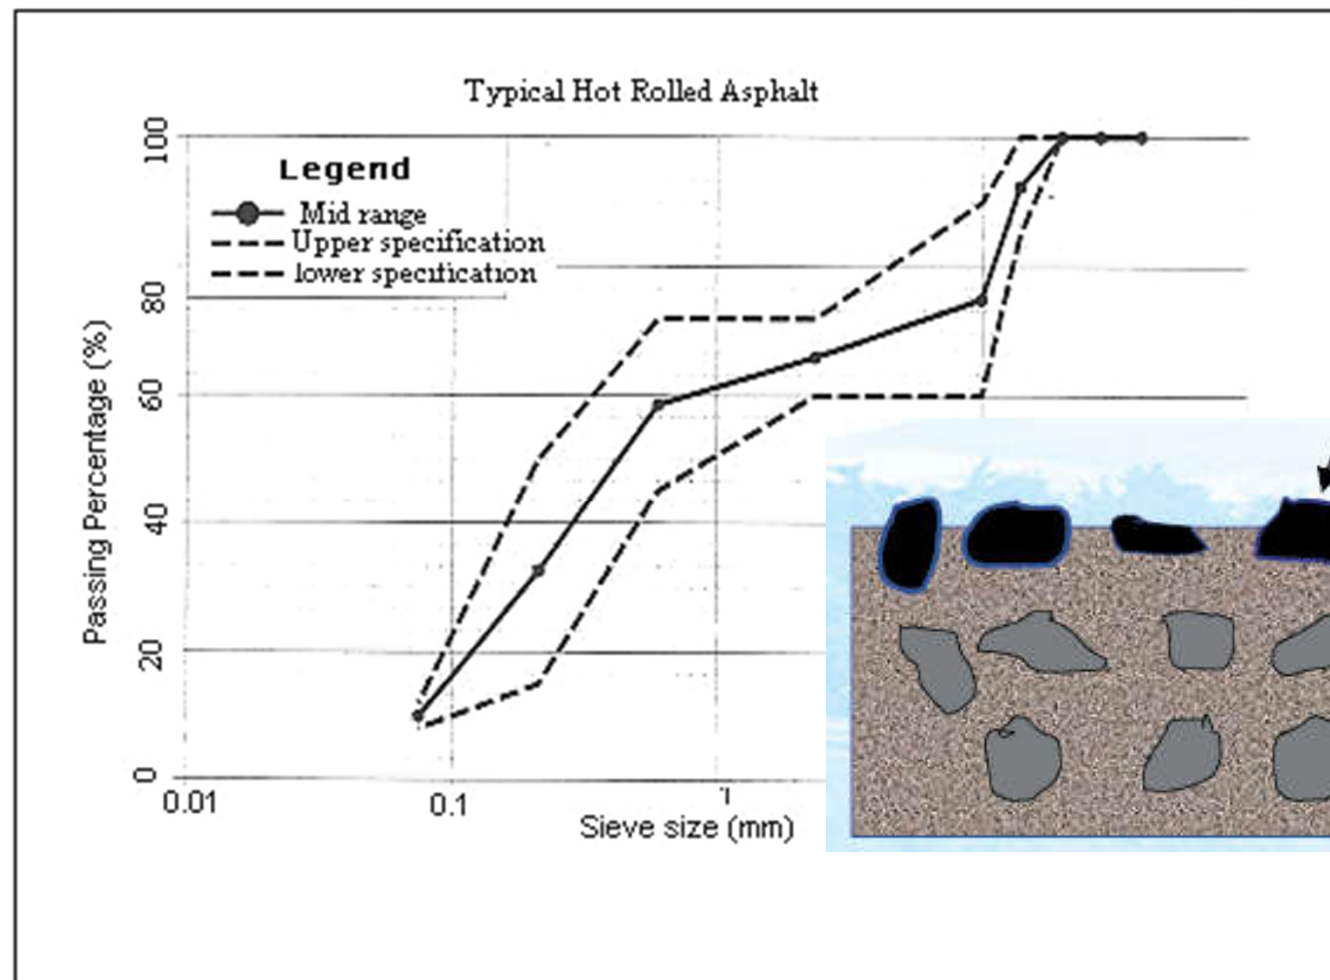 Typical Hot Rolled Asphalt
Legend
Mid range
Upper specification
lower specification
Passing Percentage (%)
100
80
60
40
20
0
0.01
0.1
1
Sieve size (mm)